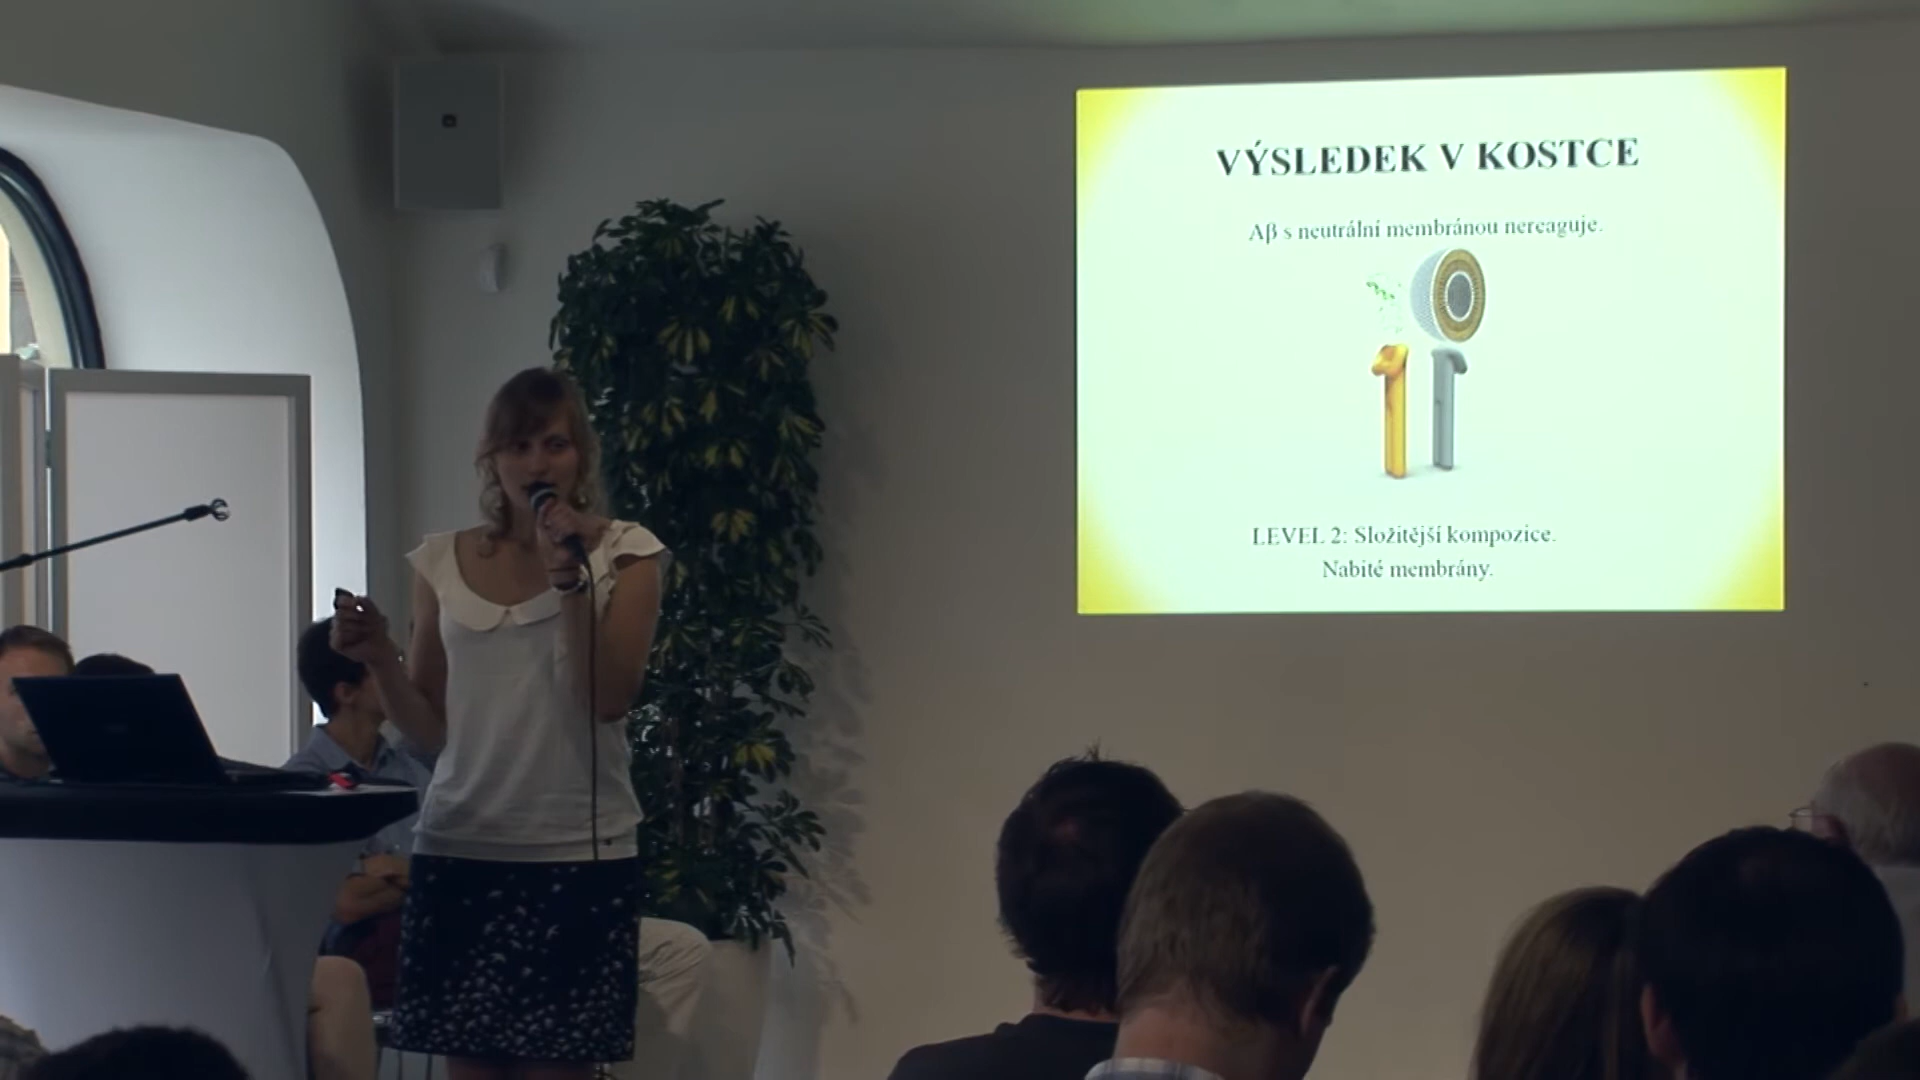 VÝSLEDEK V KOSTCE
Aβ s neutrální membránou nereaguje.
LEVEL 2: Složitější kompozice.
Nabité membrány.